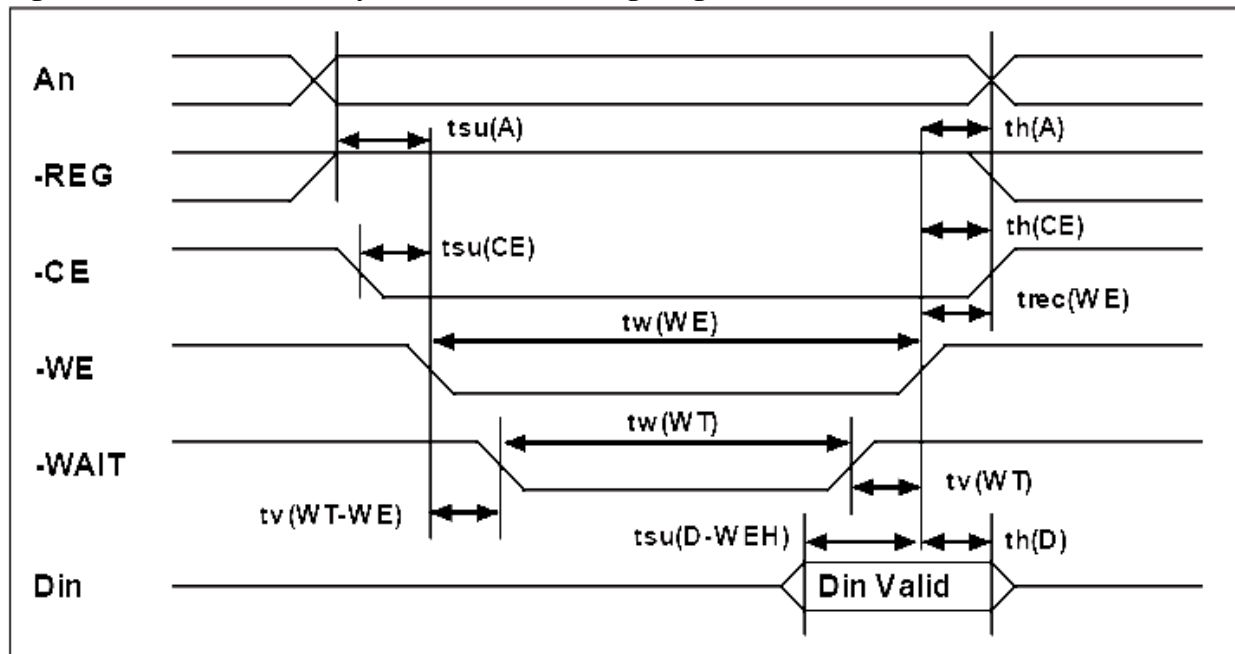 An
tsu(A)
th(A)
-REG
tsu(CE)
th(CE)
-CE
trec(WE)
tw(WE)
-WE
tw(WT)
-WAIT
tv(WT)
tv(WT-WE)
tsu(D-WEH)
th(D)
Din
Din Valid